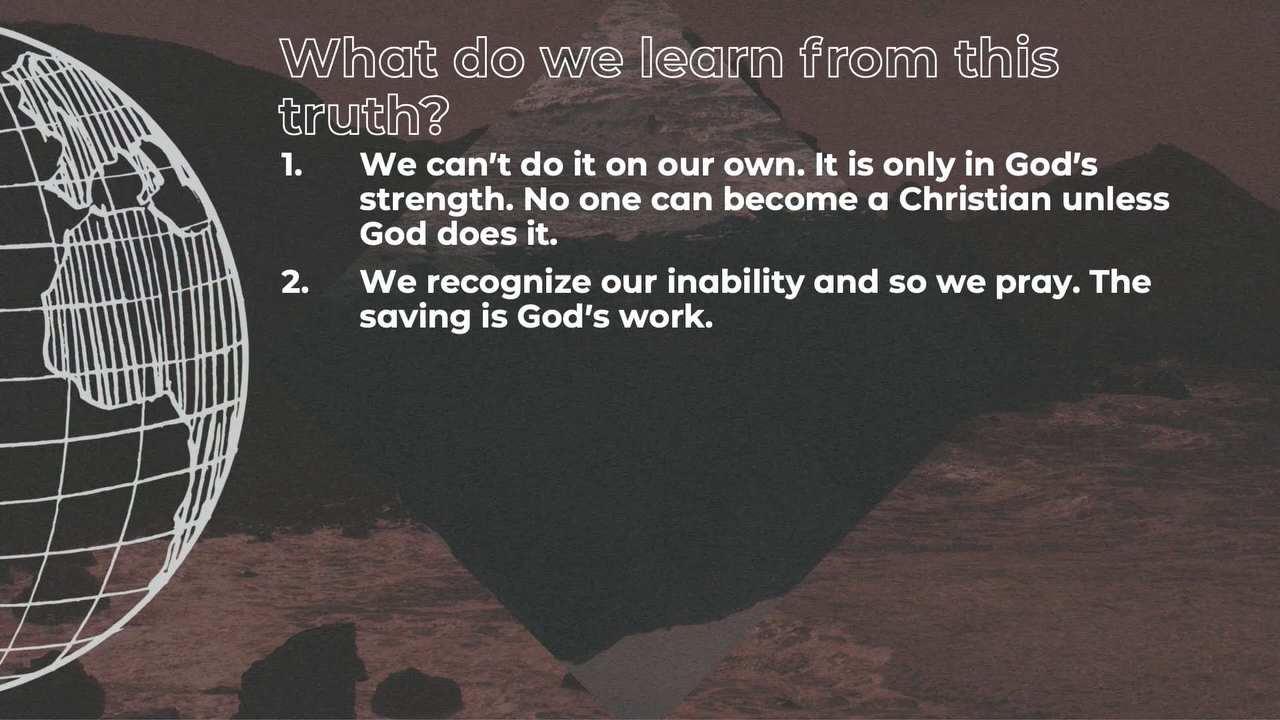 What do we learn from this
truth?
1. We can't do it on our own. It is only in God's
strength. No one can become a Christian unless
God does it.
2. We recognize our inability and so we pray. The
saving is God's work.